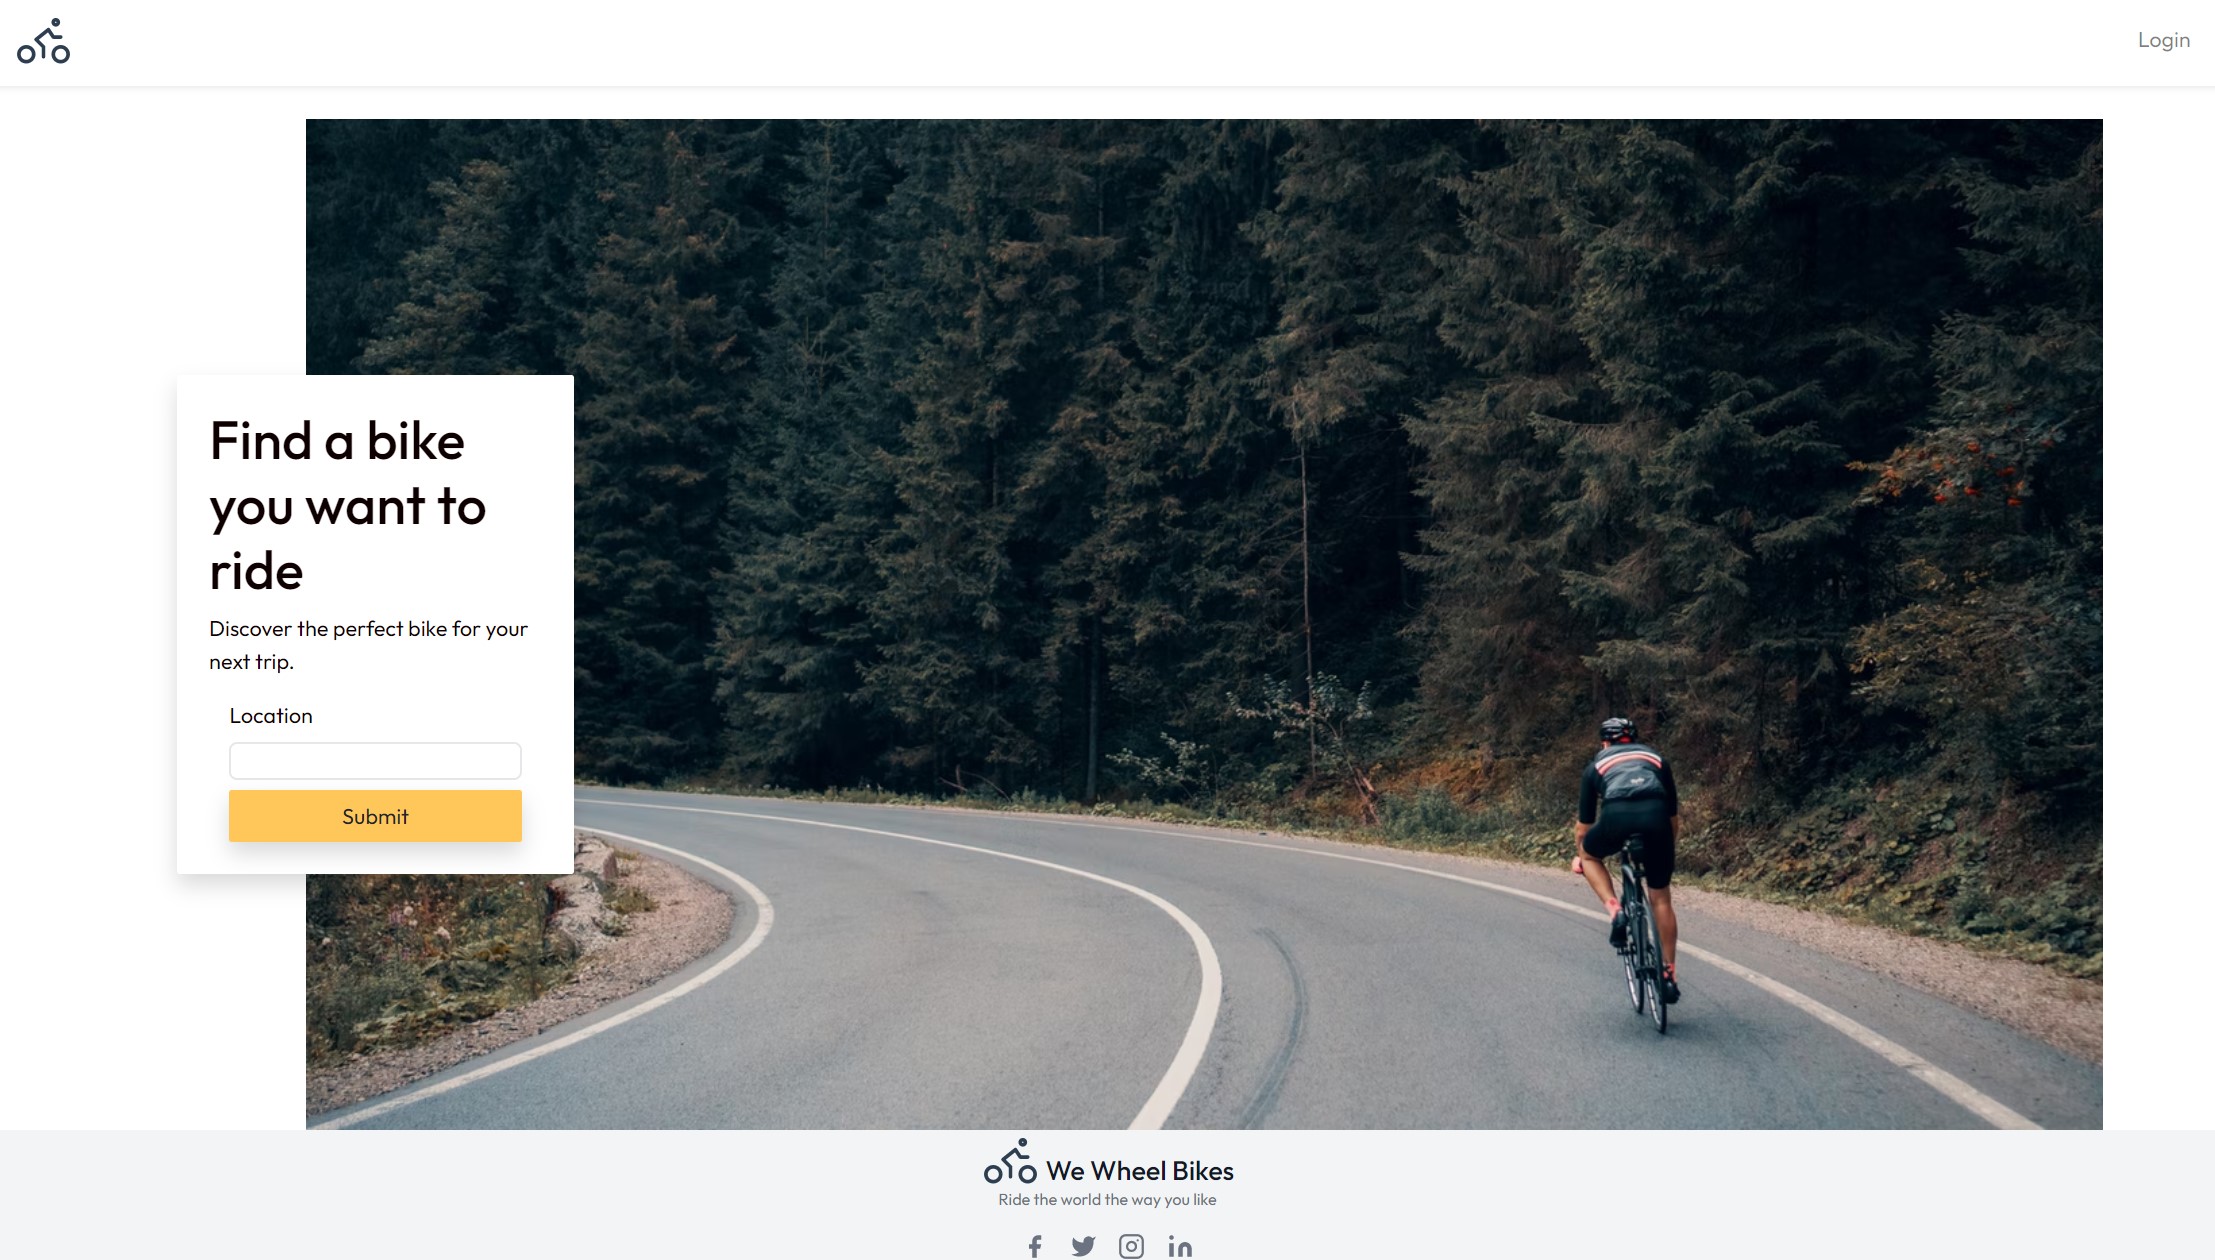 Login
Find a bike
you want to
ride
Discover the perfect bike for your
next trip.
Location
Submit
We Wheel Bikes
Ride the world the way you like